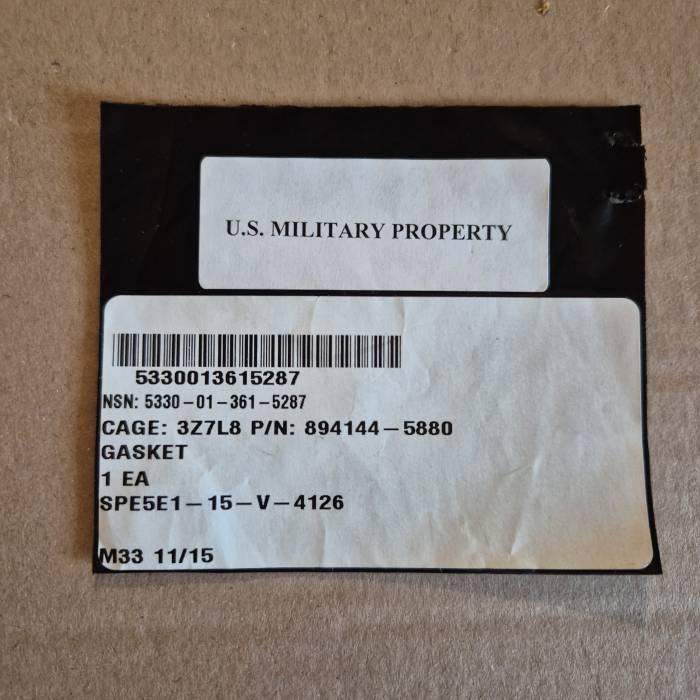 U.S. MILITARY PROPERTY
5330013615287
NSN: 5330-01-361-5287
CAGE: 3Z7L8 P/N: 894144-5880
GASKET
1 EA
SPE5E1-15-V-4126
M33 11/15